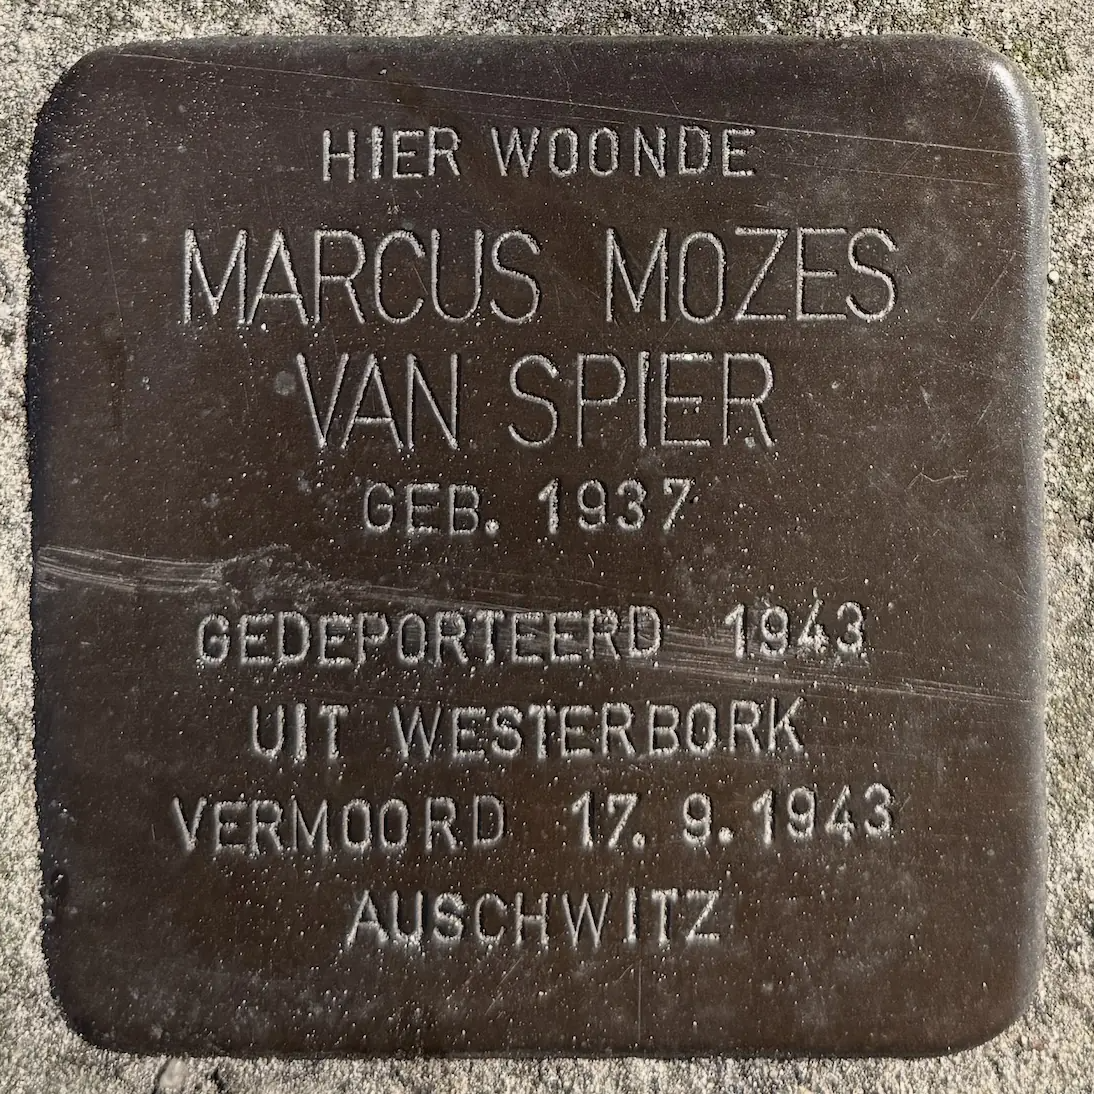 HIER WOONDE
MARCUS MOZES
VAN SPIER
GEB. 1937
GEDEPORTEERD 1943
UIT WESTERBORK
VERMOORD 17. 9. 1943
AUSCHWITZ